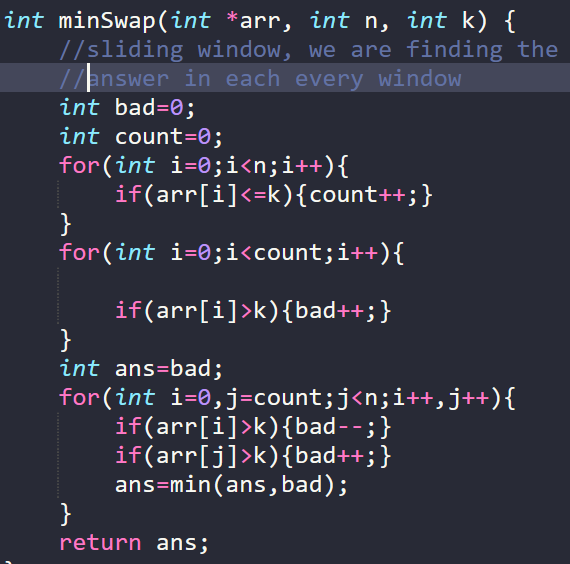 int minSwap(int *arr, int n, int k) {
    //sliding window, we are finding the
    //answer in each every window
    int bad=0;
    int count=0;
    for(int i=0;i<n;i++){
        if(arr[i]<=k){count++;}
    }
    for(int i=0;i<count;i++){

        if(arr[i]>k){bad++;}
    }
    int ans=bad;
    for(int i=0,j=count;j<n;i++,j++){
        if(arr[i]>k){bad--;}
        if(arr[j]>k){bad++;}
        ans=min(ans,bad);
    }
    return ans;